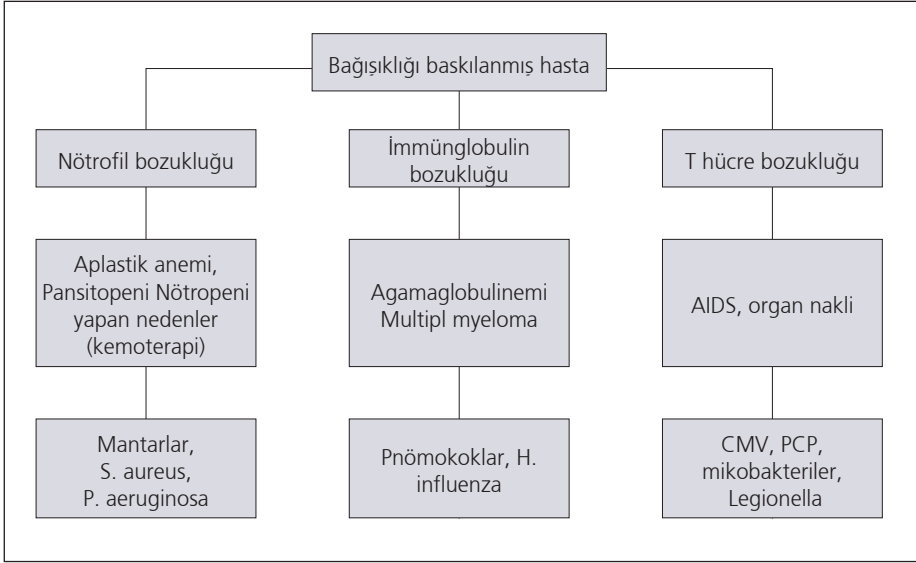 Bağışıklığı baskılanmış hasta
Nötrofil bozukluğu
İmmünglobulin
bozukluğu
T hücre bozukluğu
Aplastik anemi,
Pansitopeni Nötropeni
yapan nedenler
(kemoterapi)
Agamaglobulinemi
Multipl myeloma
AIDS, organ nakli
Mantarlar,
S. aureus,
P. aeruginosa
Pnömokoklar, H.
influenza
CMV, PCP,
mikobakteriler,
Legionella